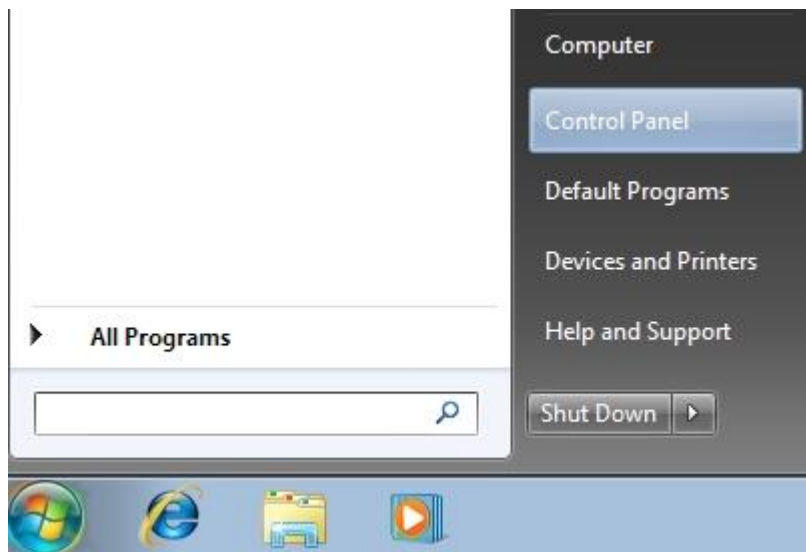 Computer
Control Panel
Default Programs
Devices and Printers
Help and Support
All Programs
Shut Down